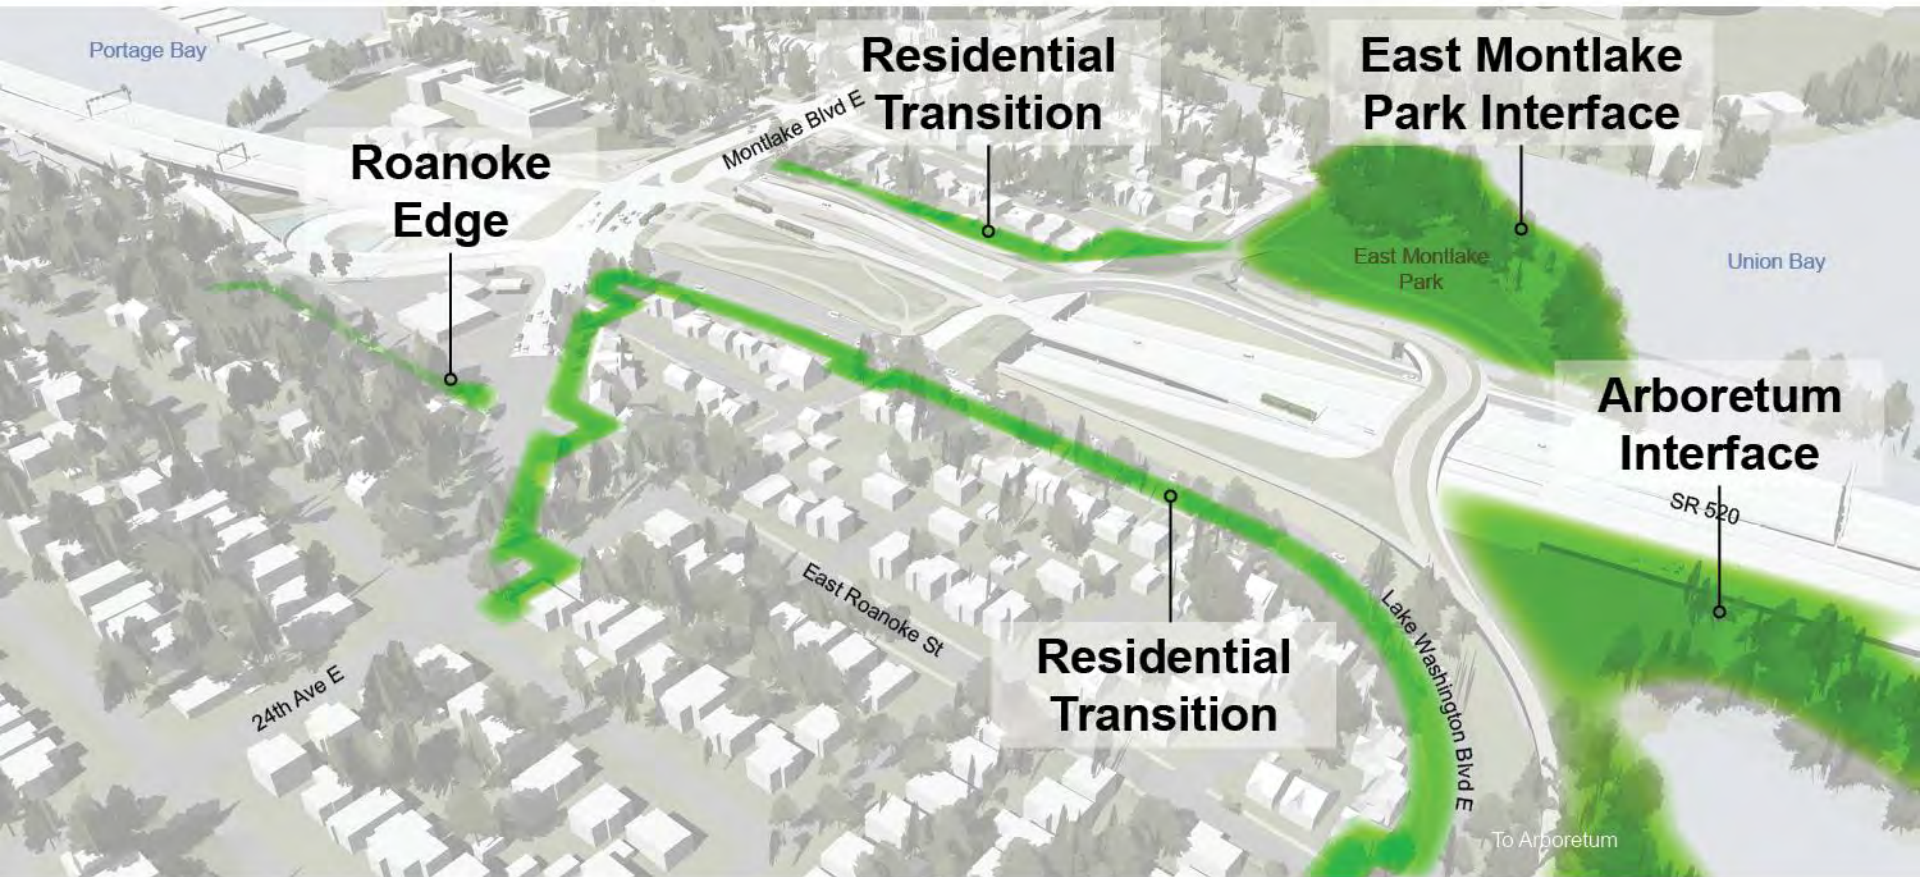 Portage Bay
Residential
Transition
East Montlake
Park Interface
Montlake Blvd E
Roanoke
Edge
East Montlake
Park
Union Bay
Arboretum
Interface
SR 520
East Roanoke St
Lake Washington Blvd E
Residential
Transition
24th Ave E
To Arboretum